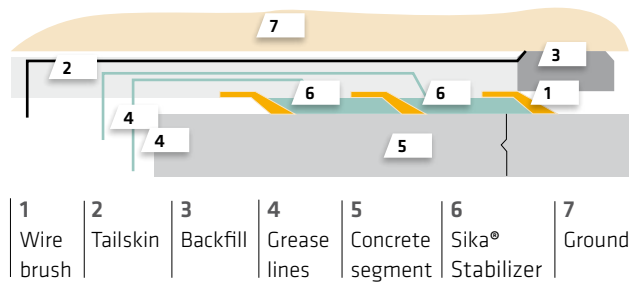 7
2
3
6
6
1
4
4
5
1
Wire
brush
2
Tailskin
3
Backfill
4
Grease
lines
5
Concrete
segment
6
Sika®
Stabilizer
7
Ground